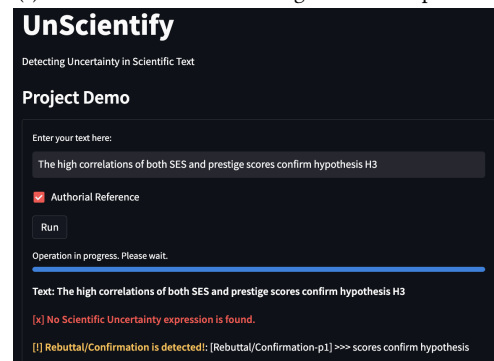 UnScientify
Detecting Uncertainty in Scientific Text
Project Demo
Enter your text here:
The high correlations of both SES and prestige scores confirm hypothesis H3
Authorial Reference
Run
Operation in progress. Please wait.
Text: The high correlations of both SES and prestige scores confirm hypothesis H3
[x] No Scientific Uncertainty expression is found.
[!] Rebuttal/Confirmation is detected!: [Rebuttal/Confirmation-p1] >>> scores confirm hypothesis